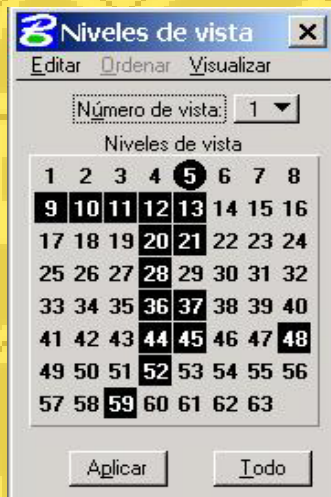 Niveles de vista
Editar Ordenar Visualizar
Número de vista: 1
Niveles de vista
1 2 3 4 5 6 7 8
9 10 11 12 13 14 15 16
17 18 19 20 21 22 23 24
25 26 27 28 29 30 31 32
33 34 35 36 37 38 39 40
41 42 43 44 45 46 47 48
49 50 51 52 53 54 55 56
57 58 59 60 61 62 63
Aplicar Todo